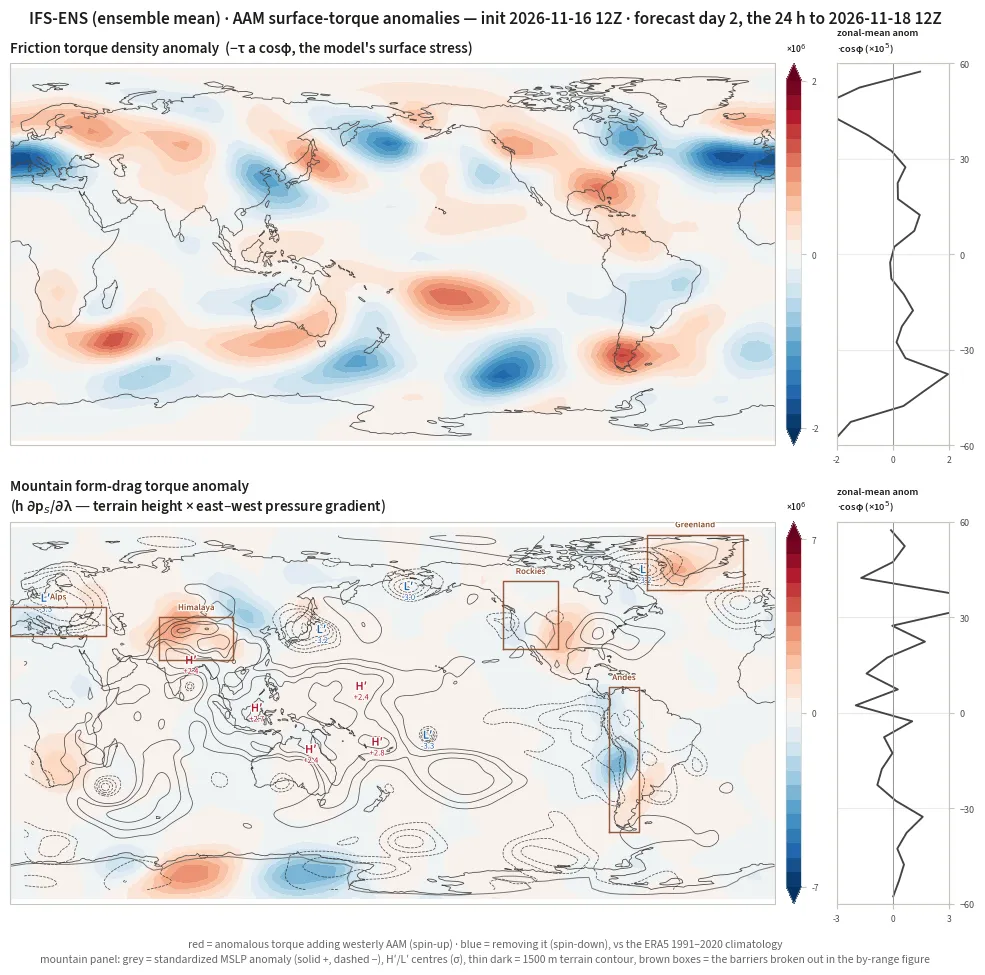 IFS-ENS (ensemble mean) · AAM surface-torque anomalies — init 2026-11-16 12Z · forecast day 2, the 24 h to 2026-11-18 12Z
Friction torque density anomaly (−τ a cosφ, the model's surface stress)
×10⁶
zonal-mean anom
·cosφ (×10⁵)
2
0
-2
60
30
0
−30
−60
-2
0
2
Mountain form-drag torque anomaly
(h ∂pₛ/∂λ — terrain height × east–west pressure gradient)
×10⁶
zonal-mean anom
·cosφ (×10⁵)
Greenland
Rockies
Alps
Himalaya
Andes
L'
L'
-3.0
L'
L'
H'
H'
+2.4
H'
H'
+2.4
H'
+2.8
L'
-3.3
7
0
-7
60
30
0
−30
−60
-3
0
3
red = anomalous torque adding westerly AAM (spin-up) · blue = removing it (spin-down), vs the ERA5 1991–2020 climatology
mountain panel: grey = standardized MSLP anomaly (solid +, dashed –), H'/L' centres (σ), thin dark = 1500 m terrain contour, brown boxes = the barriers broken out in the by-range figure